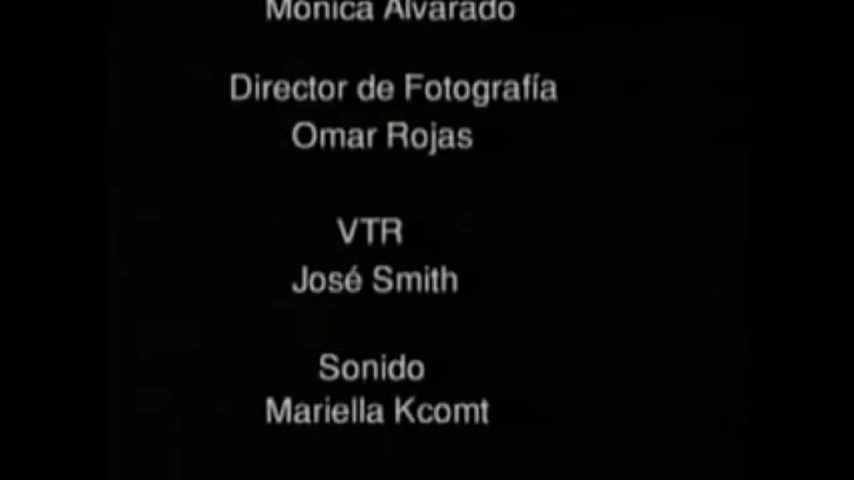 Mónica Alvarado
Director de Fotografía
Omar Rojas
VTR
José Smith
Sonido
Mariella Kcomt